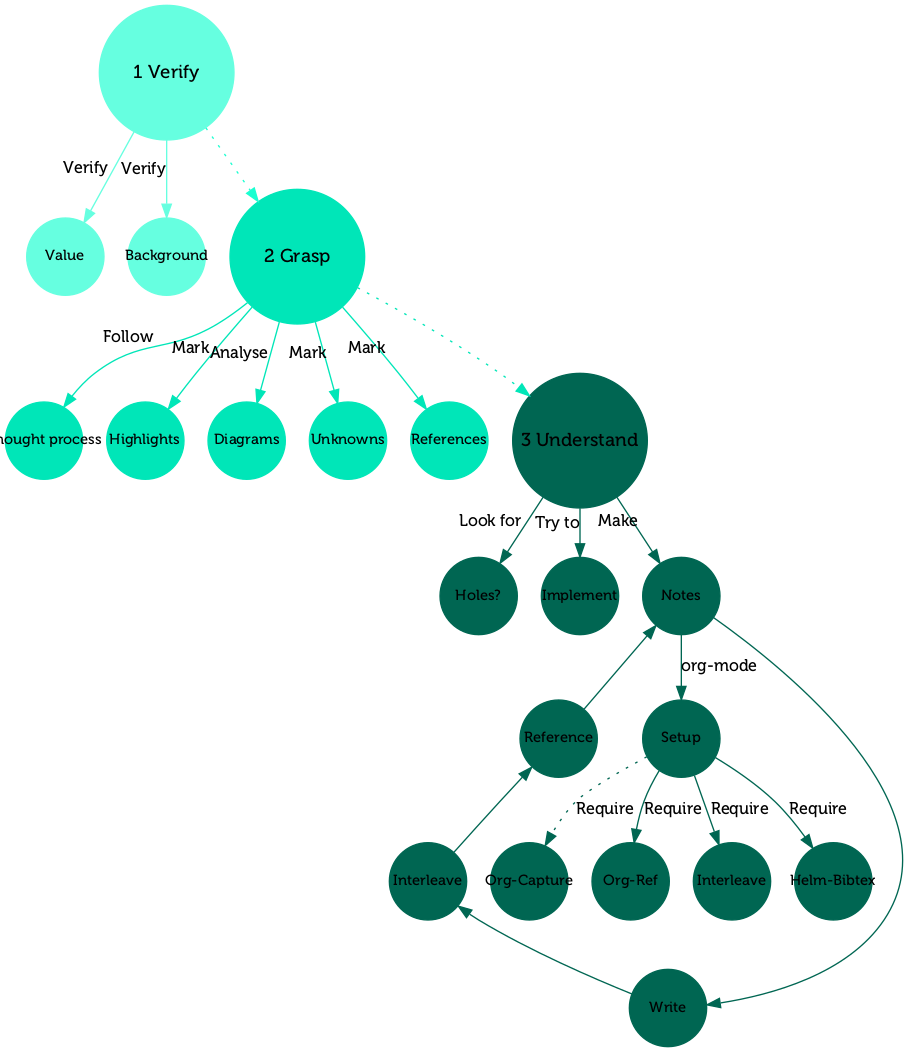 1 Verify
Verify
Verify
Value
Background
2 Grasp
Follow
Mark
Analyse
Mark
Mark
hought process
Highlights
Diagrams
Unknowns
References
3 Understand
Look for
Try to
Make
Holes?
Implement
Notes
org-mode
Reference
Setup
Require
Require
Require
Require
Interleave
Org-Capture
Org-Ref
Interleave
Helm-Bibtex
Write